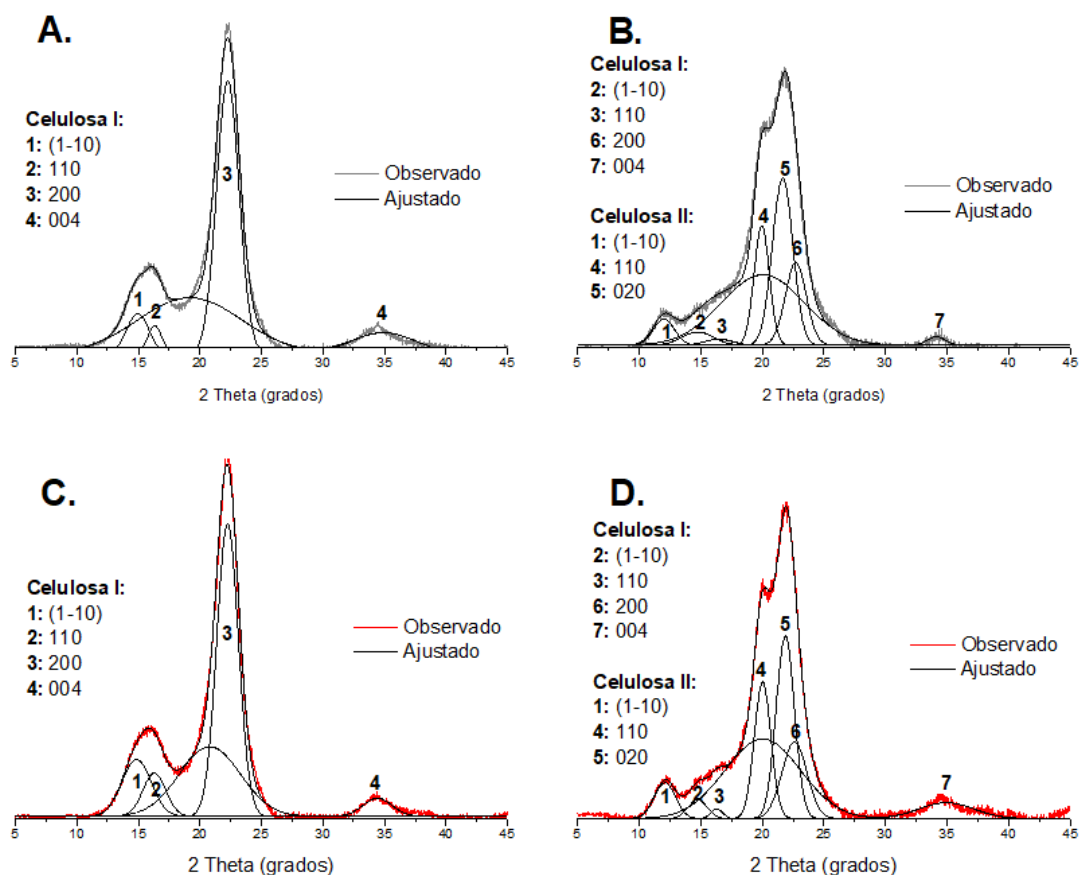 A.
Celulosa I:
1: (1-10)
2: 110
3: 200
4: 004
Observado
Ajustado
1
2
3
4
5 10 15 20 25 30 35 40 45
2 Theta (grados)
B.
Celulosa I:
2: (1-10)
3: 110
6: 200
7: 004
Celulosa II:
1: (1-10)
4: 110
5: 020
Observado
Ajustado
1
2
3
4
5
6
7
5 10 15 20 25 30 35 40 45
2 Theta (grados)
C.
Celulosa I:
1: (1-10)
2: 110
3: 200
4: 004
Observado
Ajustado
1
2
3
4
5 10 15 20 25 30 35 40 45
2 Theta (grados)
D.
Celulosa I:
2: (1-10)
3: 110
6: 200
7: 004
Celulosa II:
1: (1-10)
4: 110
5: 020
Observado
Ajustado
1
2
3
4
5
6
7
5 10 15 20 25 30 35 40 45
2 Theta (grados)